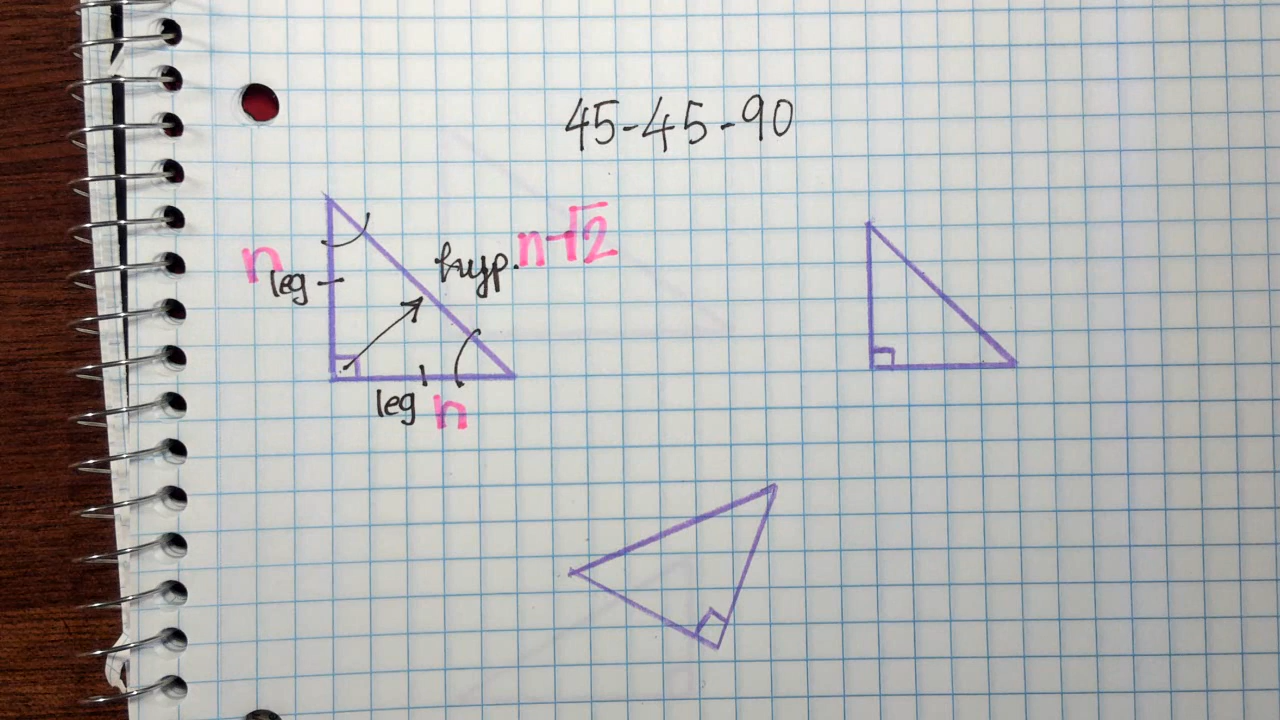 45-45-90
n
leg
hyp. n√2
leg n